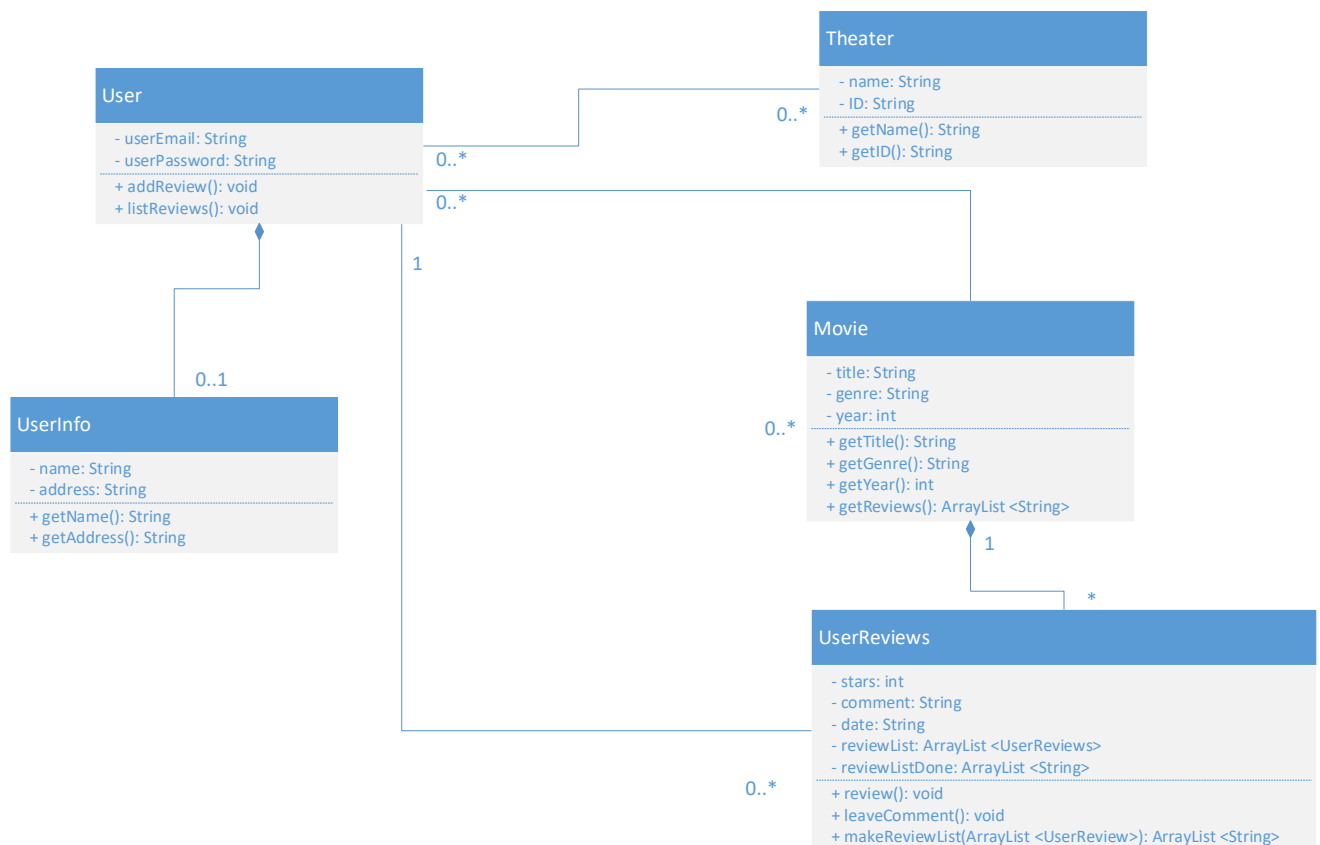 Theater
- name: String
- ID: String
+ getName(): String
+ getID(): String
User
- userEmail: String
- userPassword: String
+ addReview(): void
+ listReviews(): void
0..*
0..*
0..*
1
0..1
UserInfo
- name: String
- address: String
+ getName(): String
+ getAddress(): String
Movie
- title: String
- genre: String
- year: int
+ getTitle(): String
+ getGenre(): String
+ getYear(): int
+ getReviews(): ArrayList <String>
0..*
1
*
UserReviews
- stars: int
- comment: String
- date: String
- reviewList: ArrayList <UserReviews>
- reviewListDone: ArrayList <String>
+ review(): void
+ leaveComment(): void
+ makeReviewList(ArrayList <UserReview>): ArrayList <String>
0..*